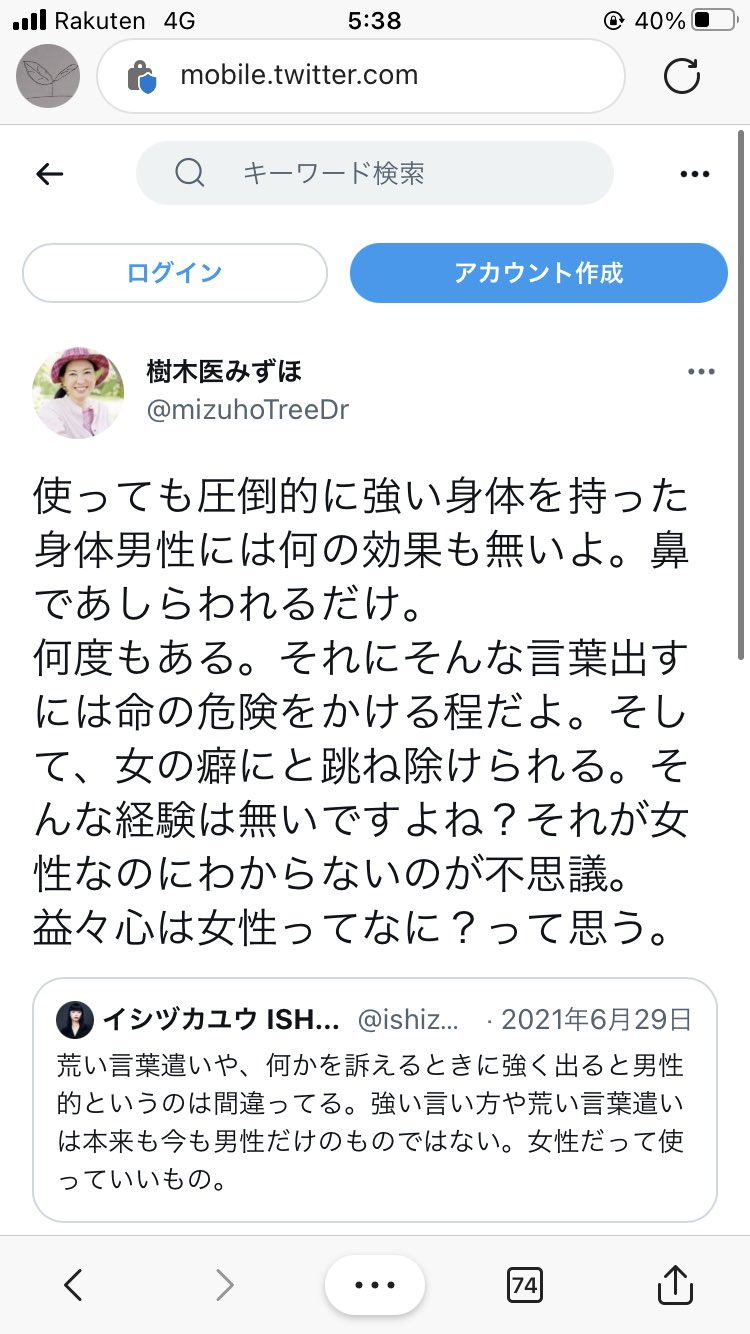 Rakuten 4G 5:38 40%
mobile.twitter.com
キーワード検索
ログイン アカウント作成
樹木医みずほ
@mizuhoTreeDr
使っても圧倒的に強い身体を持った
身体男性には何の効果も無いよ。鼻
であしらわれるだけ。
何度もある。それにそんな言葉出す
には命の危険をかける程だよ。そし
て、女の癖にと跳ね除けられる。そ
んな経験は無いですよね？それが女
性なのにわからないのが不思議。
益々心は女性ってなに？って思う。
イシヅカユウ ISH... @ishiz... · 2021年6月29日
荒い言葉遣いや、何かを訴えるときに強く出ると男性
的というのは間違ってる。強い言い方や荒い言葉遣い
は本来も今も男性だけのものではない。女性だって使
っていいもの。
74